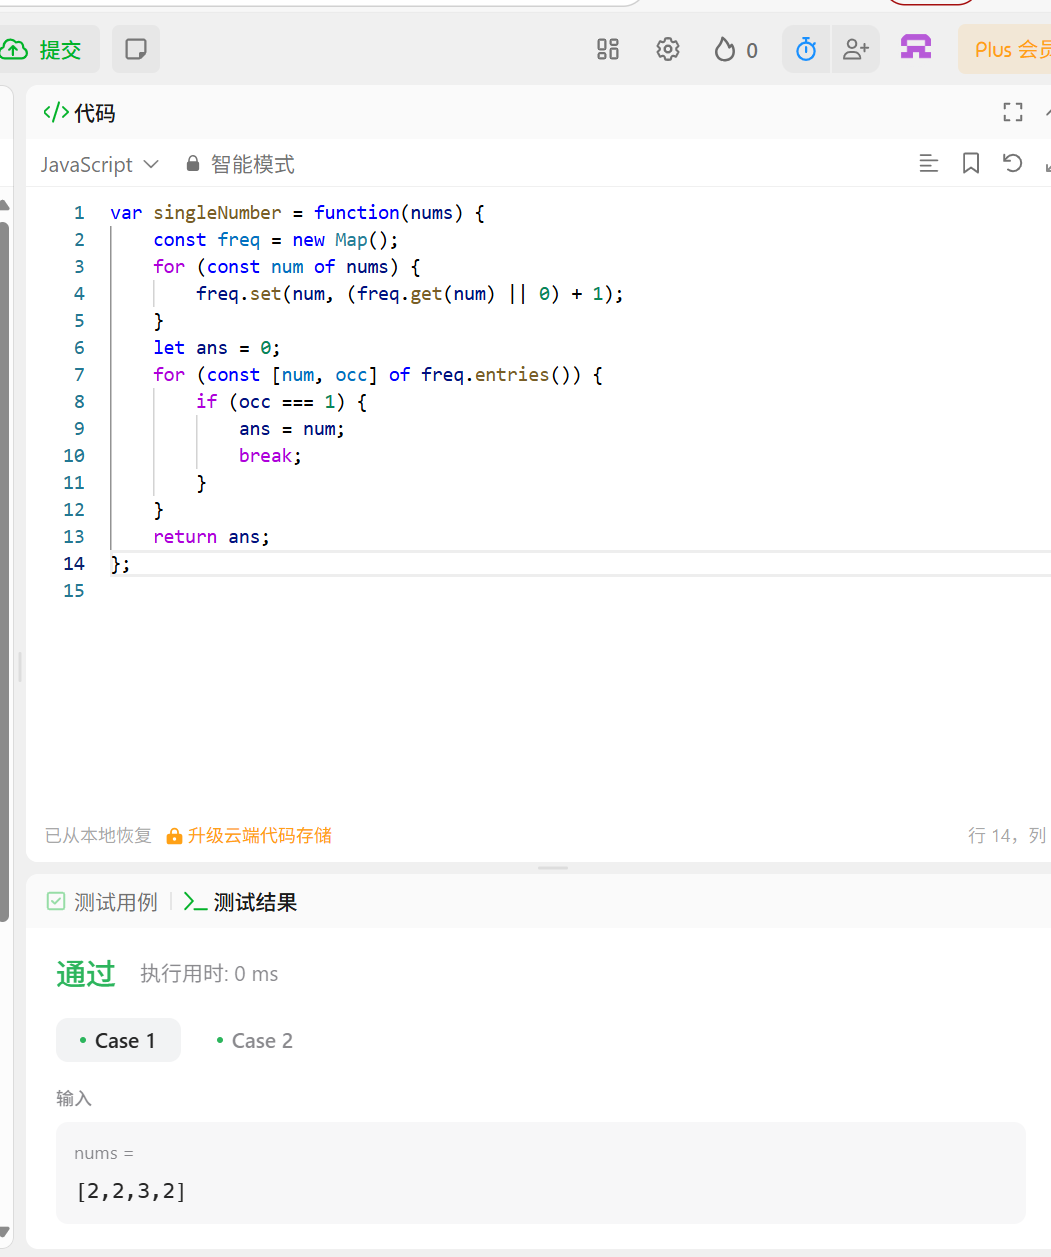 提交
0
Plus 会员
</> 代码
JavaScript 智能模式
1 var singleNumber = function(nums) {
2 const freq = new Map();
3 for (const num of nums) {
4 freq.set(num, (freq.get(num) || 0) + 1);
5 }
6 let ans = 0;
7 for (const [num, occ] of freq.entries()) {
8 if (occ === 1) {
9 ans = num;
10 break;
11 }
12 }
13 return ans;
14 };
15
已从本地恢复 升级云端代码存储 行 14，列
测试用例 测试结果
通过 执行用时: 0 ms
Case 1 Case 2
输入
nums =
[2,2,3,2]